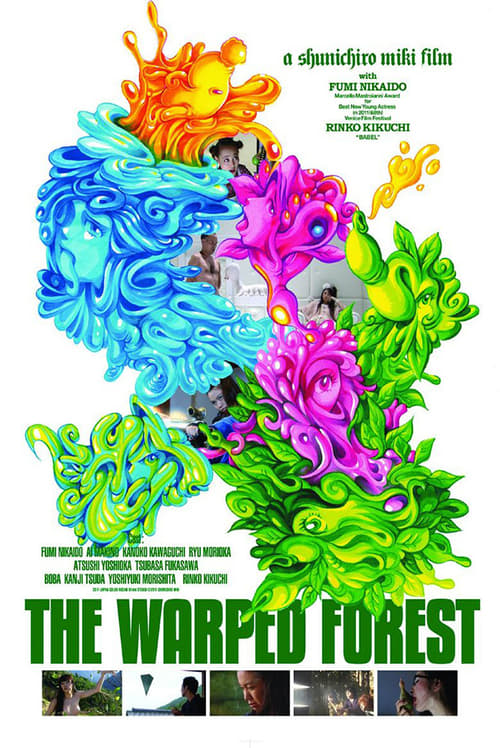 a shunichiro miki film
with
FUMI NIKAIDO
Marcello Mastroianni Award
for
Best New Young Actress
in 2011(68th)
Venice Film Festival
RINKO KIKUCHI
"BABEL"
Cast:
FUMI NIKAIDO AI MAKINO KANOKO KAWAGUCHI RYU MORIOKA
ATSUSHI YOSHIOKA TSUBASA FUKASAWA
BOBA KANJI TSUDA YOSHIYUKI MORISHITA RINKO KIKUCHI
THE WARPED FOREST